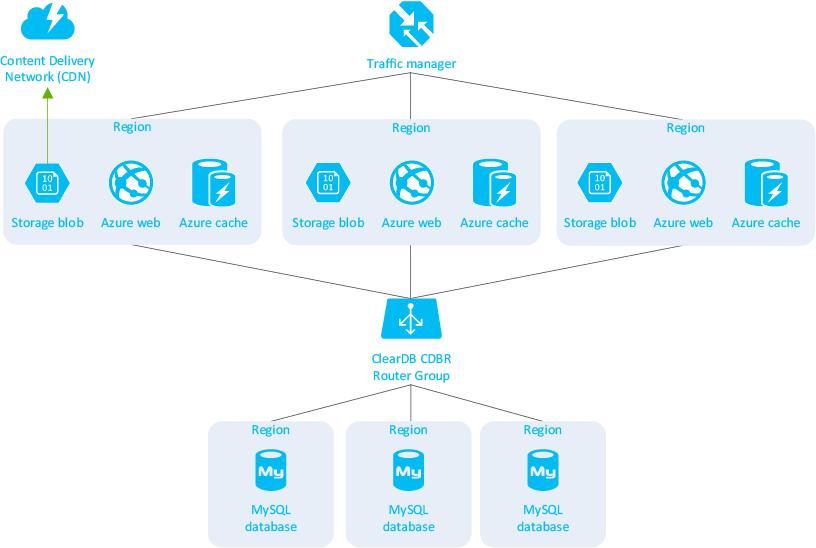 Content Delivery
Network (CDN)
Traffic manager
Region
Region
Region
10
01
10
01
10
01
Storage blob
Azure web
Azure cache
Storage blob
Azure web
Azure cache
Storage blob
Azure web
Azure cache
ClearDB CDBR
Router Group
Region
Region
Region
My
My
My
MySQL
database
MySQL
database
MySQL
database